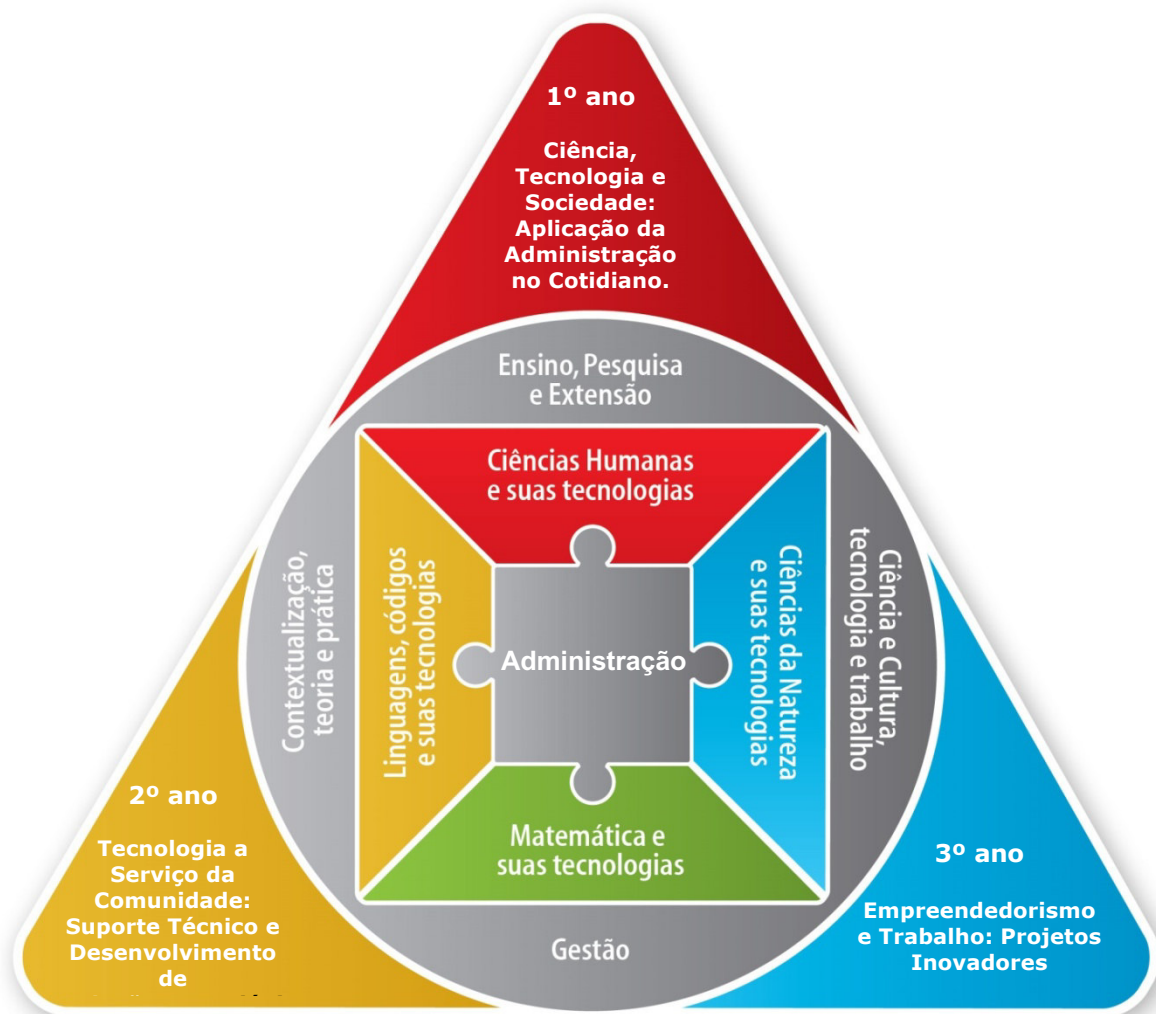 1º ano
Ciência,
Tecnologia e
Sociedade:
Aplicação da
Administração
no Cotidiano.
Ensino, Pesquisa
e Extensão
Ciências Humanas
e suas tecnologias
Contextualização,
teoria e prática
Linguagens, códigos
e suas tecnologias
Administração
Ciências da Natureza
e suas tecnologias
Ciência e Cultura,
tecnologia e trabalho
Matemática e
suas tecnologias
Gestão
2º ano
Tecnologia a
Serviço da
Comunidade:
Suporte Técnico e
Desenvolvimento
de
3º ano
Empreendedorismo
e Trabalho: Projetos
Inovadores